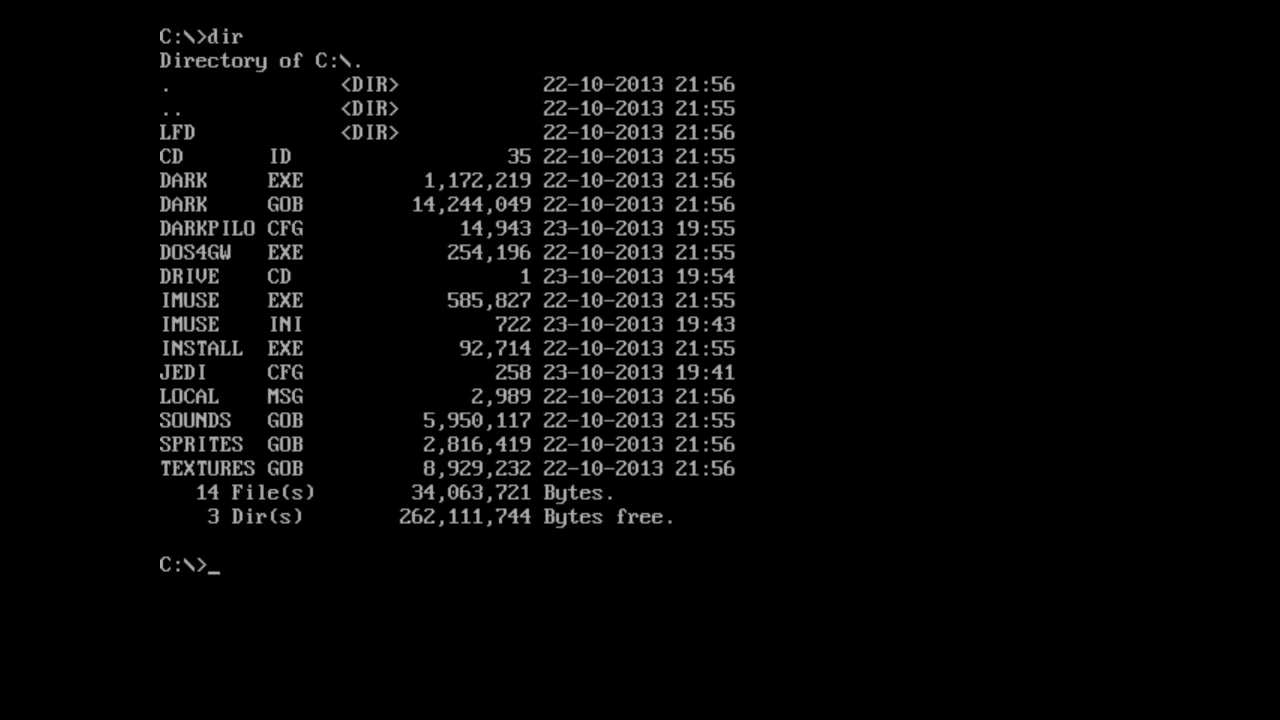 C:\>dir
Directory of C:\.
.              <DIR>            22-10-2013 21:56
..             <DIR>            22-10-2013 21:55
LFD            <DIR>            22-10-2013 21:56
CD       ID                  35 22-10-2013 21:55
DARK     EXE          1,172,219 22-10-2013 21:56
DARK     GOB         14,244,049 22-10-2013 21:56
DARKPILO CFG             14,943 23-10-2013 19:55
DOS4GW   EXE            254,196 22-10-2013 21:55
DRIVE    CD                   1 23-10-2013 19:54
IMUSE    EXE            585,827 22-10-2013 21:55
IMUSE    INI                722 23-10-2013 19:43
INSTALL  EXE             92,714 22-10-2013 21:55
JEDI     CFG                258 23-10-2013 19:41
LOCAL    MSG              2,989 22-10-2013 21:56
SOUNDS   GOB          5,950,117 22-10-2013 21:55
SPRITES  GOB          2,816,419 22-10-2013 21:56
TEXTURES GOB          8,929,232 22-10-2013 21:56
   14 File(s)        34,063,721 Bytes.
    3 Dir(s)        262,111,744 Bytes free.
C:\>_